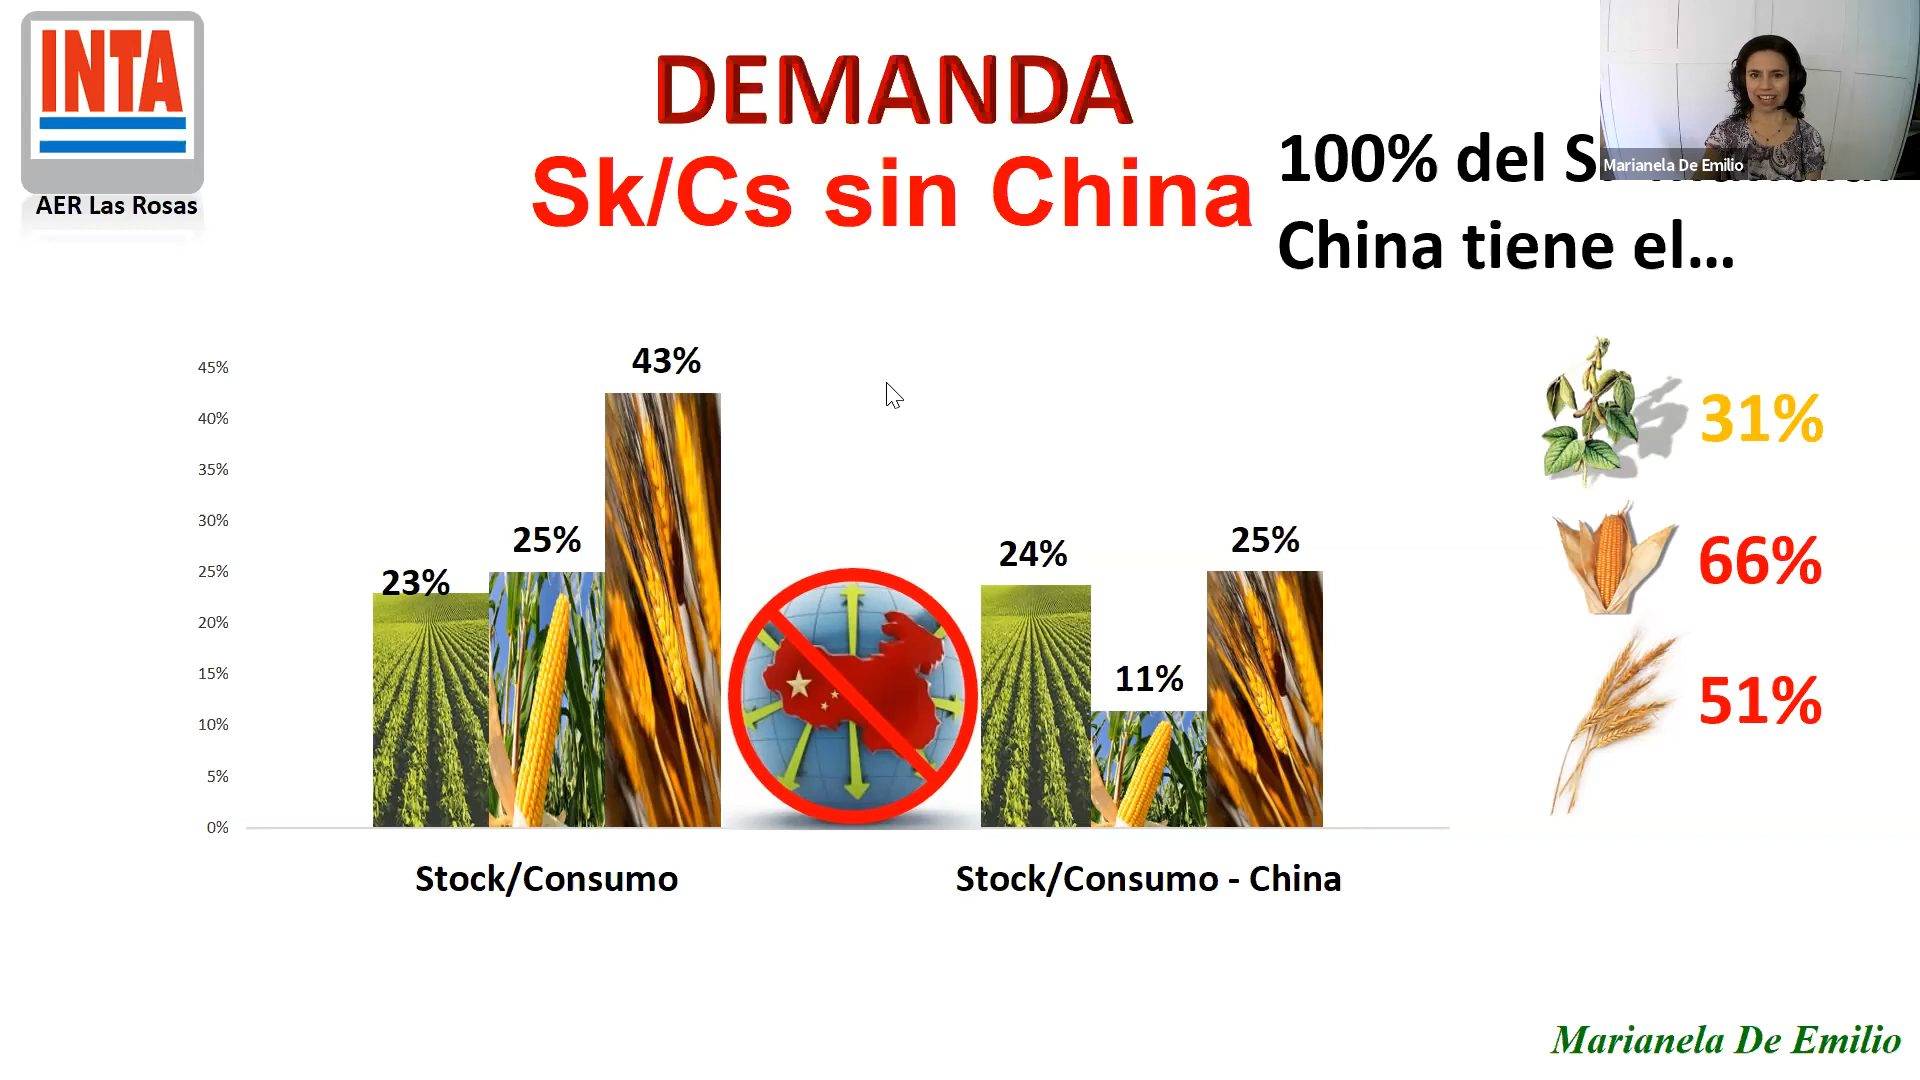 INTA
AER Las Rosas
DEMANDA
Sk/Cs sin China
100% del
China tiene el...
Marianela De Emilio
45%
40%
35%
30%
25%
20%
15%
10%
5%
0%
23%
25%
43%
24%
11%
25%
Stock/Consumo
Stock/Consumo - China
31%
66%
51%
Marianela De Emilio